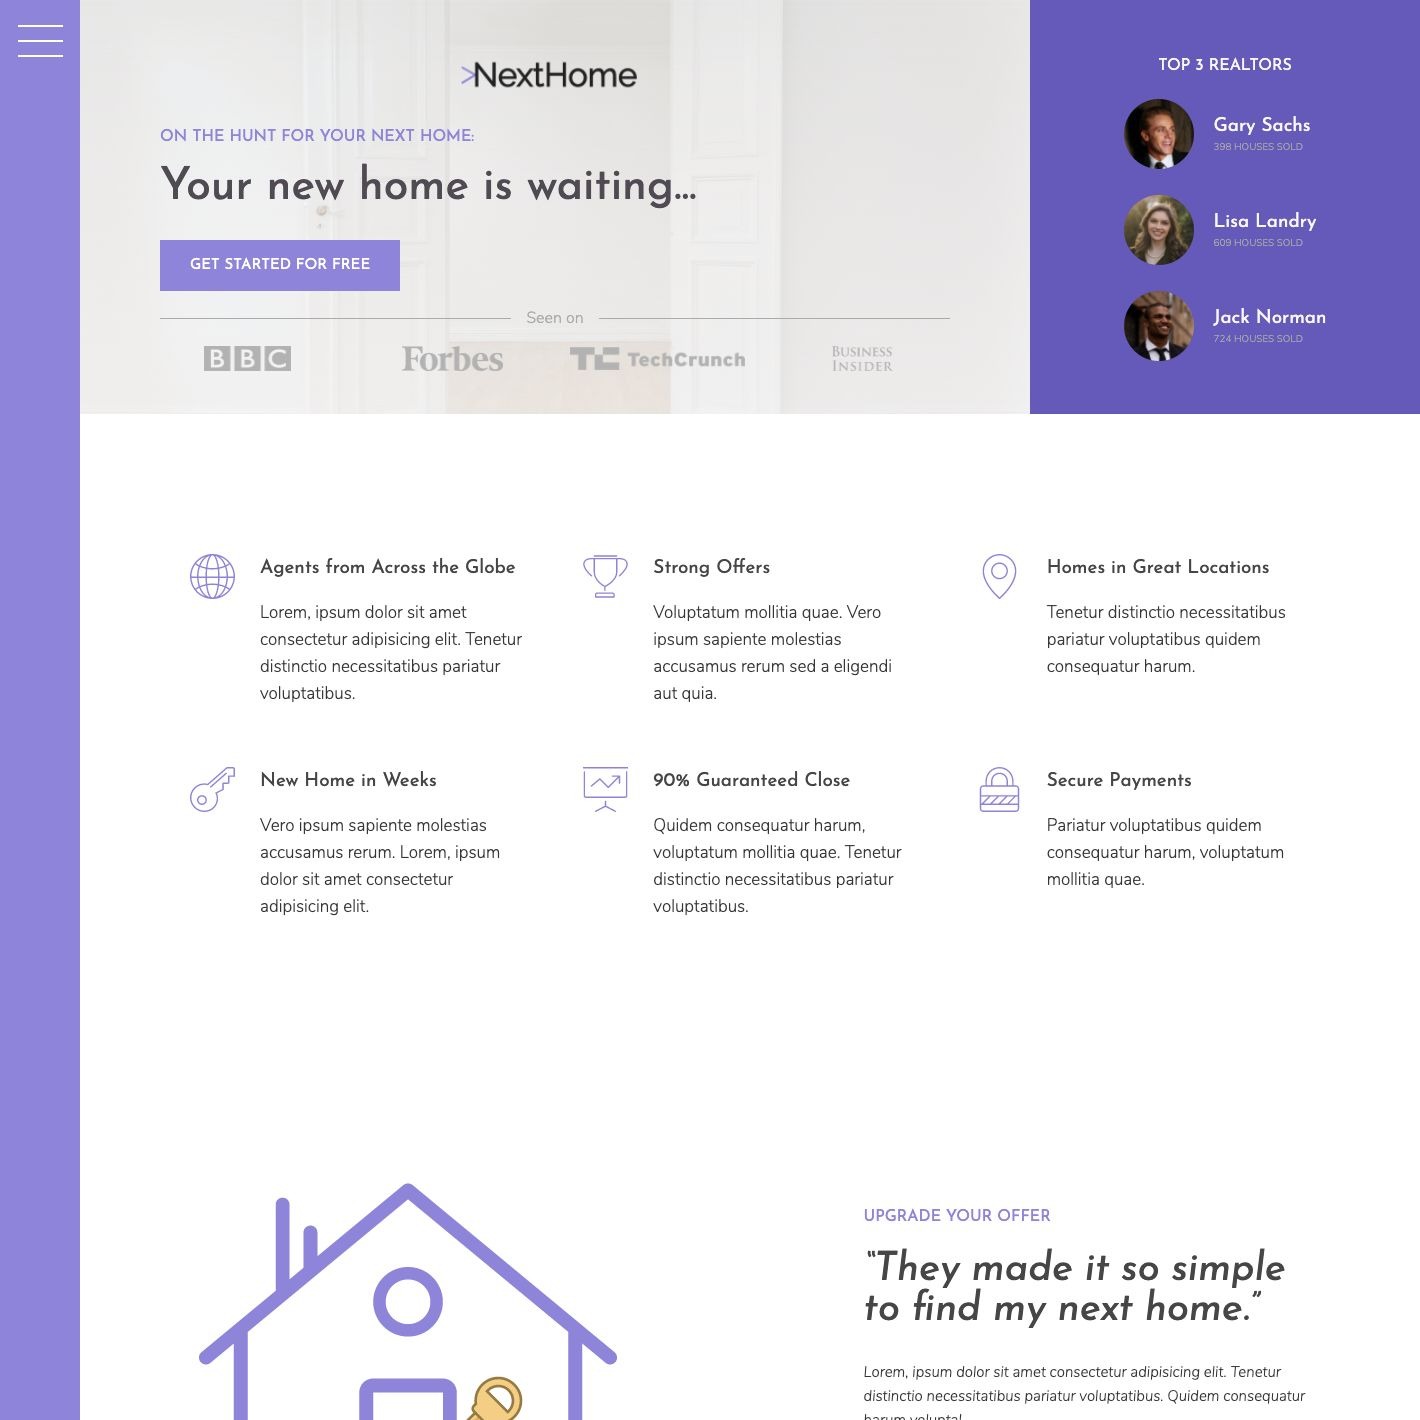 >NextHome
ON THE HUNT FOR YOUR NEXT HOME:
Your new home is waiting...
GET STARTED FOR FREE
Seen on
BBC
Forbes
TC TechCrunch
BUSINESS
INSIDER
TOP 3 REALTORS
Gary Sachs
398 HOUSES SOLD
Lisa Landry
609 HOUSES SOLD
Jack Norman
724 HOUSES SOLD
Agents from Across the Globe
Lorem, ipsum dolor sit amet
consectetur adipisicing elit. Tenetur
distinctio necessitatibus pariatur
voluptatibus.
Strong Offers
Voluptatum mollitia quae. Vero
ipsum sapiente molestias
accusamus rerum sed a eligendi
aut quia.
Homes in Great Locations
Tenetur distinctio necessitatibus
pariatur voluptatibus quidem
consequatur harum.
New Home in Weeks
Vero ipsum sapiente molestias
accusamus rerum. Lorem, ipsum
dolor sit amet consectetur
adipisicing elit.
90% Guaranteed Close
Quidem consequatur harum,
voluptatum mollitia quae. Tenetur
distinctio necessitatibus pariatur
voluptatibus.
Secure Payments
Pariatur voluptatibus quidem
consequatur harum, voluptatum
mollitia quae.
UPGRADE YOUR OFFER
“They made it so simple
to find my next home.”
Lorem, ipsum dolor sit amet consectetur adipisicing elit. Tenetur
distinctio necessitatibus pariatur voluptatibus. Quidem consequatur